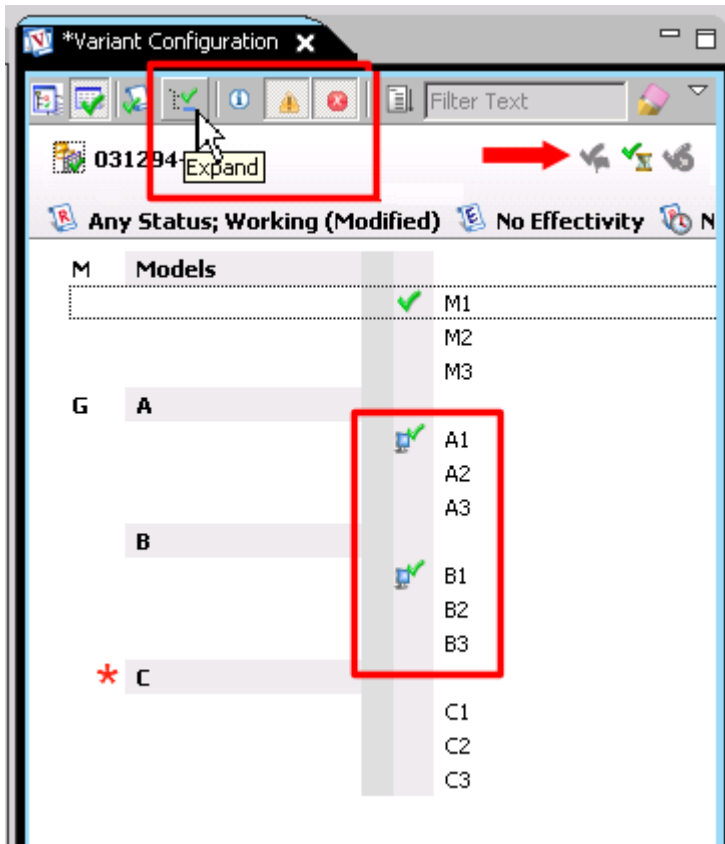 *Variant Configuration
Filter Text
031294-
Expand
Any Status; Working (Modified) No Effectivity N
M Models
M1
M2
M3
G A
A1
A2
A3
B
B1
B2
B3
* C
C1
C2
C3